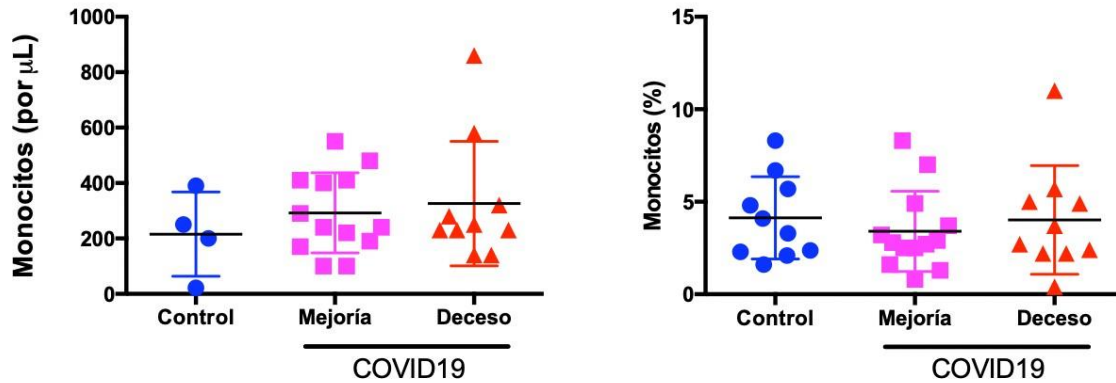 Monocitos (por µL)
1000
800
600
400
200
0
Control
Mejoría
Deceso
COVID19
Monocitos (%)
15
10
5
0
Control
Mejoría
Deceso
COVID19